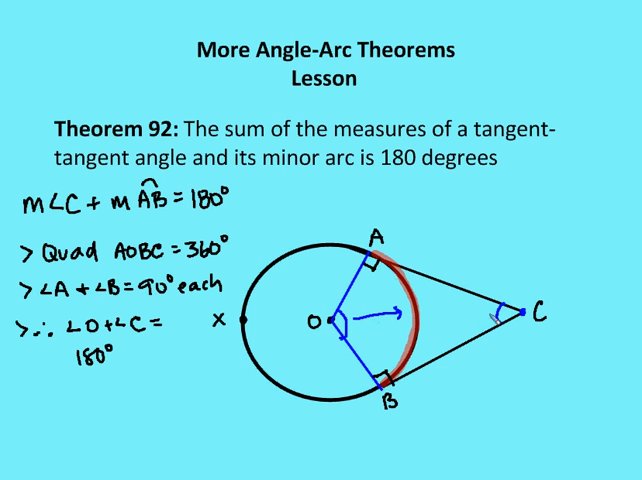 More Angle-Arc Theorems
Lesson
Theorem 92: The sum of the measures of a tangent-
tangent angle and its minor arc is 180 degrees
m∠C + m AB = 180°
> Quad AOBC = 360°
> ∠A + ∠B = 90° each
> ∴ ∠O + ∠C =
180°
A
X
O
C
B